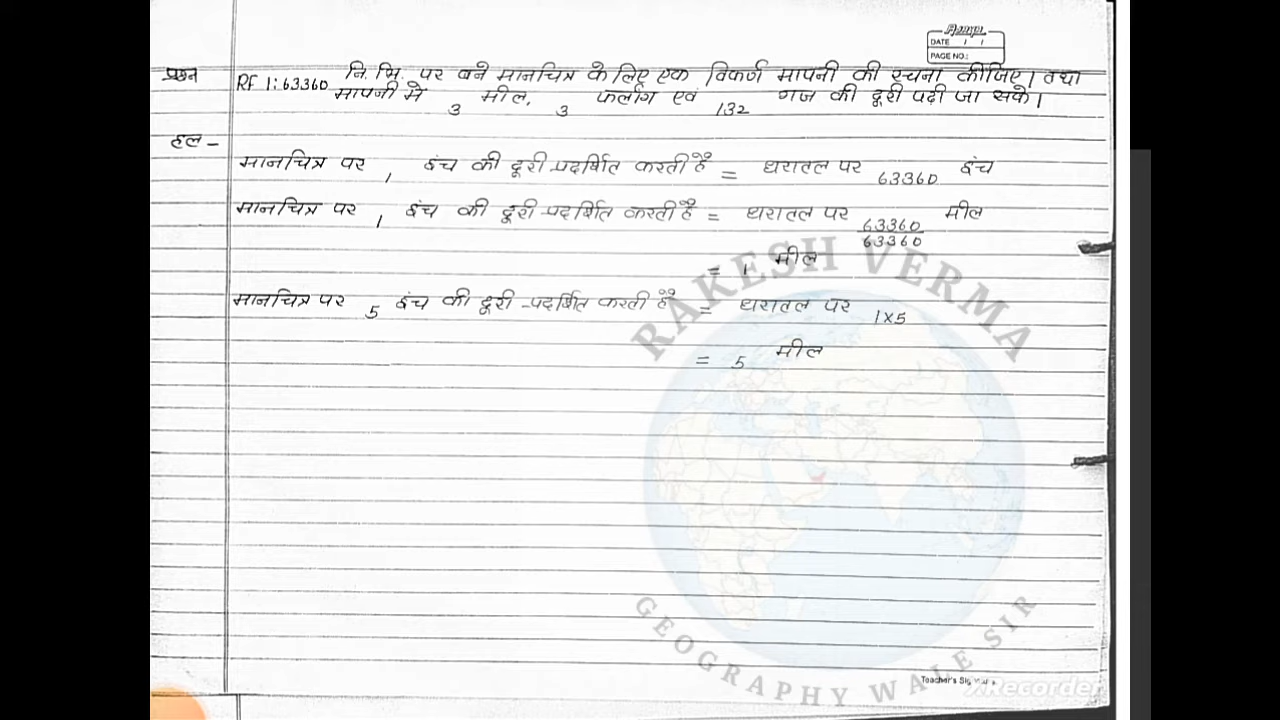 DATE / /
PAGE NO.:
प्रश्न RF 1:63360 नि. भि. पर बने मानचित्र के लिए एक विकर्ण मापनी की रचना कीजिए। तथा
मापनी में 3 मील, 3 फर्लांग एवं 132 गज की दूरी पढ़ी जा सके।
हल –
मानचित्र पर 1 इंच की दूरी प्रदर्शित करती है = धरातल पर 63360 इंच
मानचित्र पर 1 इंच की दूरी प्रदर्शित करती है = धरातल पर 63360/63360 मील
= 1 मील
मानचित्र पर 5 इंच की दूरी प्रदर्शित करती है = धरातल पर 1×5
= 5 मील
RAKESH VERMA
GEOGRAPHY WALE SIR
XRecorder